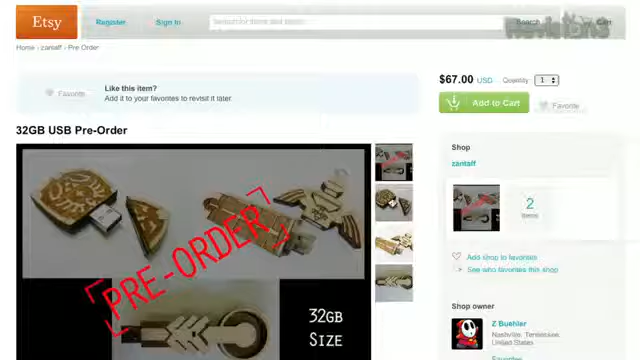 Etsy
Register
Sign In
Search
Cart
Home › zantaff › Pre Order
Like this item?
Add it to your favorites to revisit it later.
Favorite
$67.00 USD Quantity: 1
Add to Cart
Favorite
32GB USB Pre-Order
PRE-ORDER
32GB
SIZE
Shop
zantaff
2
items
Add shop to favorites
See who favorites this shop
Shop owner
Z Buehler
Nashville, Tennessee,
United States
Favorites